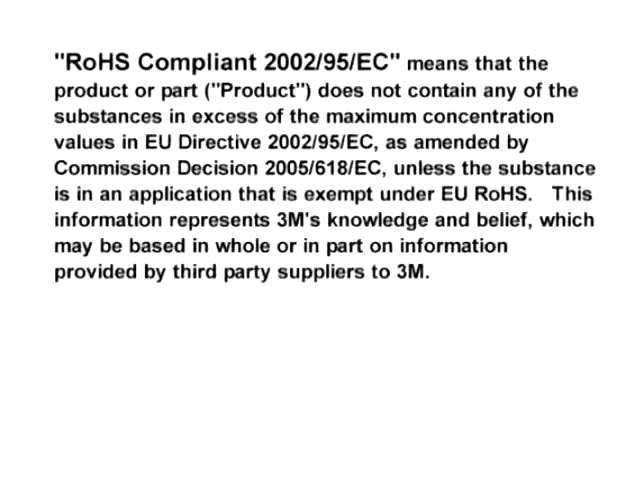 "RoHS Compliant 2002/95/EC" means that the
product or part ("Product") does not contain any of the
substances in excess of the maximum concentration
values in EU Directive 2002/95/EC, as amended by
Commission Decision 2005/618/EC, unless the substance
is in an application that is exempt under EU RoHS.   This
information represents 3M's knowledge and belief, which
may be based in whole or in part on information
provided by third party suppliers to 3M.